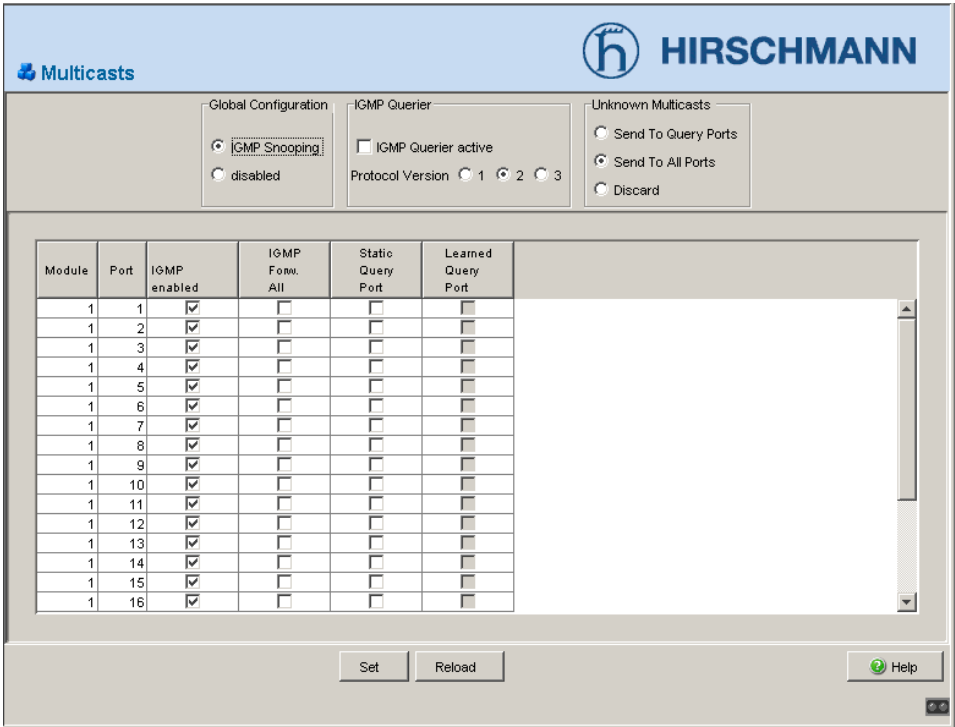 HIRSCHMANN
Multicasts
Global Configuration
IGMP Snooping
disabled
IGMP Querier
IGMP Querier active
Protocol Version 1 2 3
Unknown Multicasts
Send To Query Ports
Send To All Ports
Discard
Module Port IGMP enabled IGMP Forw. All Static Query Port Learned Query Port
1 1
1 2
1 3
1 4
1 5
1 6
1 7
1 8
1 9
1 10
1 11
1 12
1 13
1 14
1 15
1 16
Set Reload Help